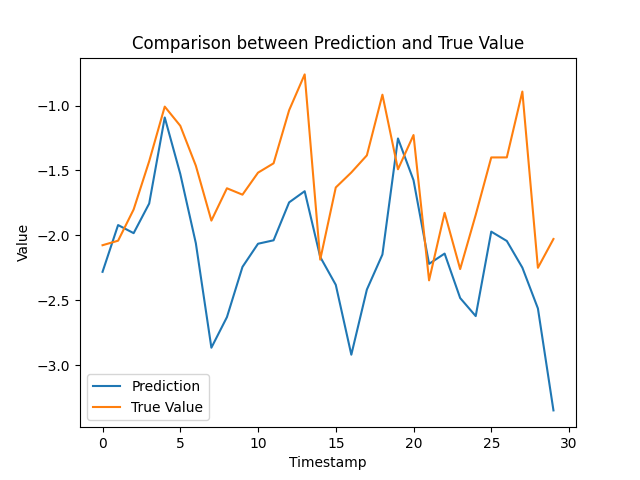 Comparison between Prediction and True Value
Value
−1.0
−1.5
−2.0
−2.5
−3.0
Prediction
True Value
0 5 10 15 20 25 30
Timestamp